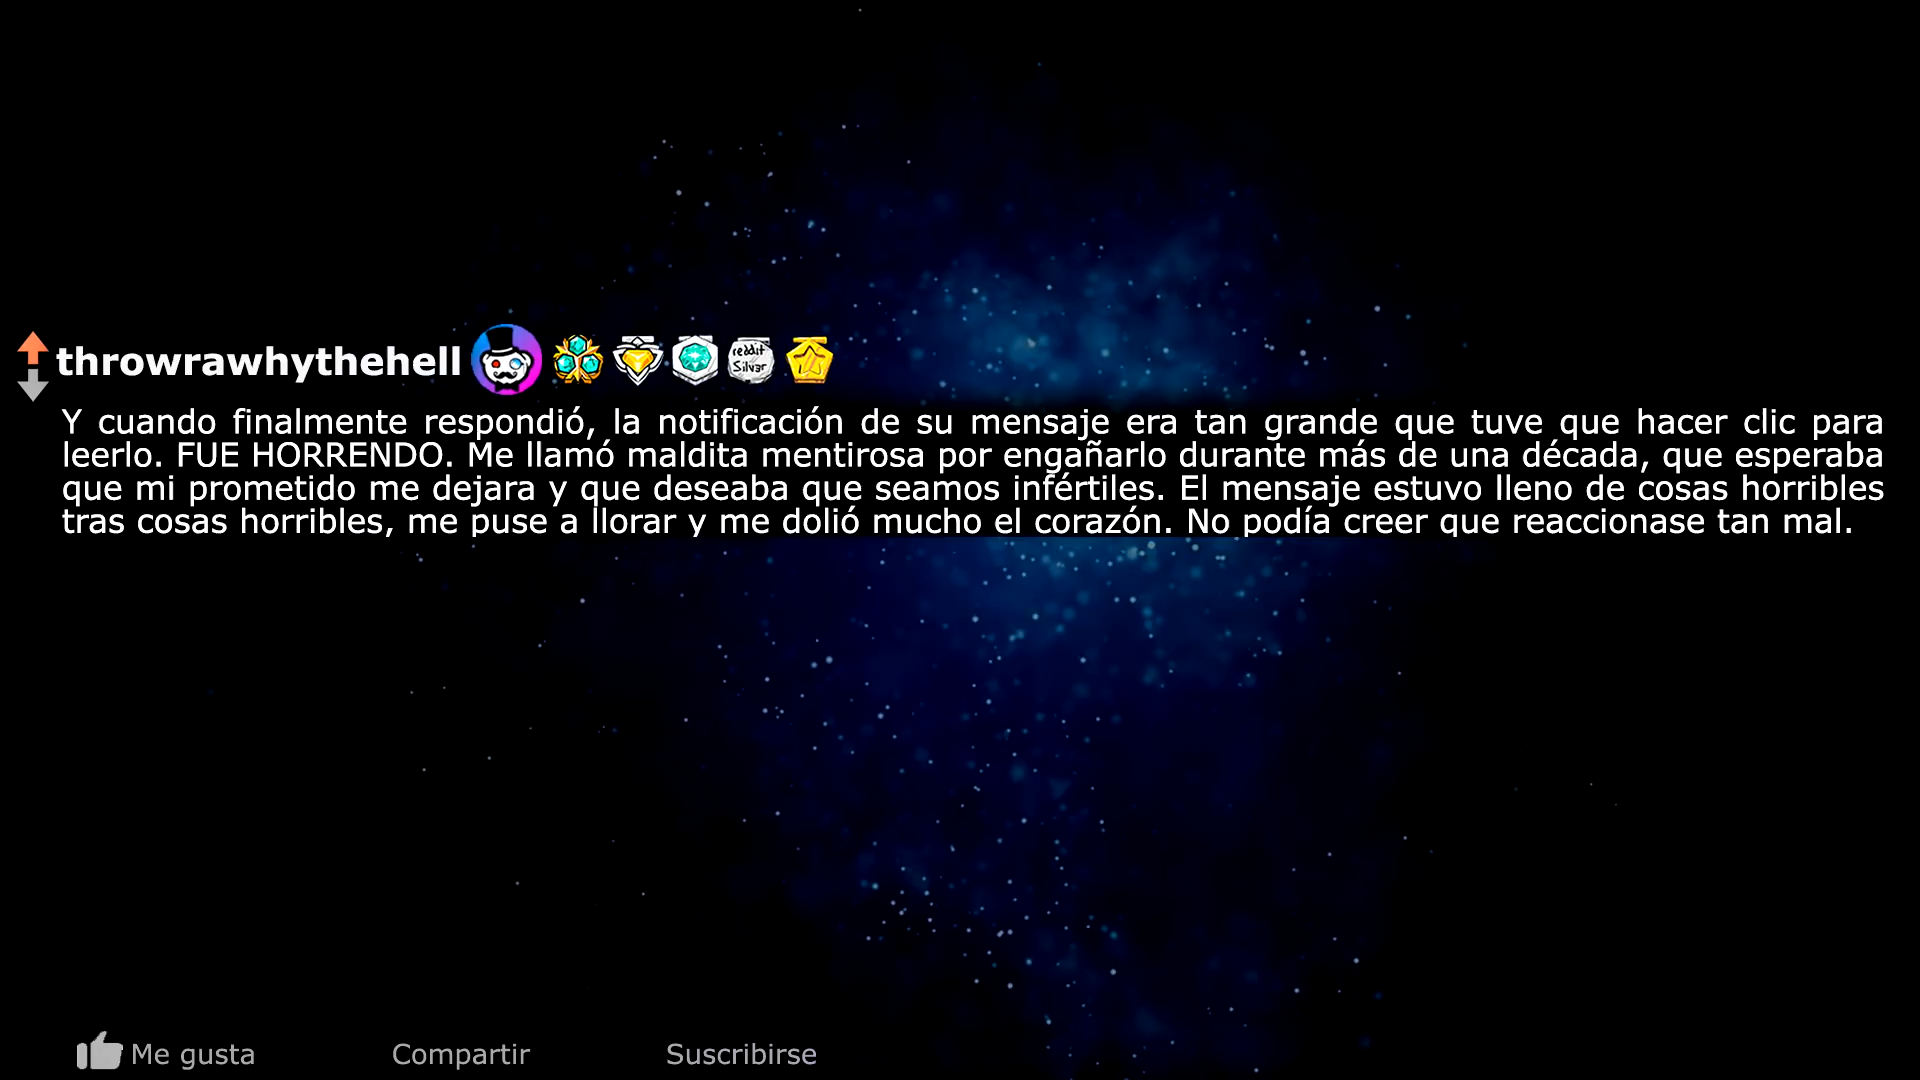 throwrawhythehell
reddit
Silver
Y cuando finalmente respondió, la notificación de su mensaje era tan grande que tuve que hacer clic para
leerlo. FUE HORRENDO. Me llamó maldita mentirosa por engañarlo durante más de una década, que esperaba
que mi prometido me dejara y que deseaba que seamos infértiles. El mensaje estuvo lleno de cosas horribles
tras cosas horribles, me puse a llorar y me dolió mucho el corazón. No podía creer que reaccionase tan mal.
Me gusta Compartir Suscribirse